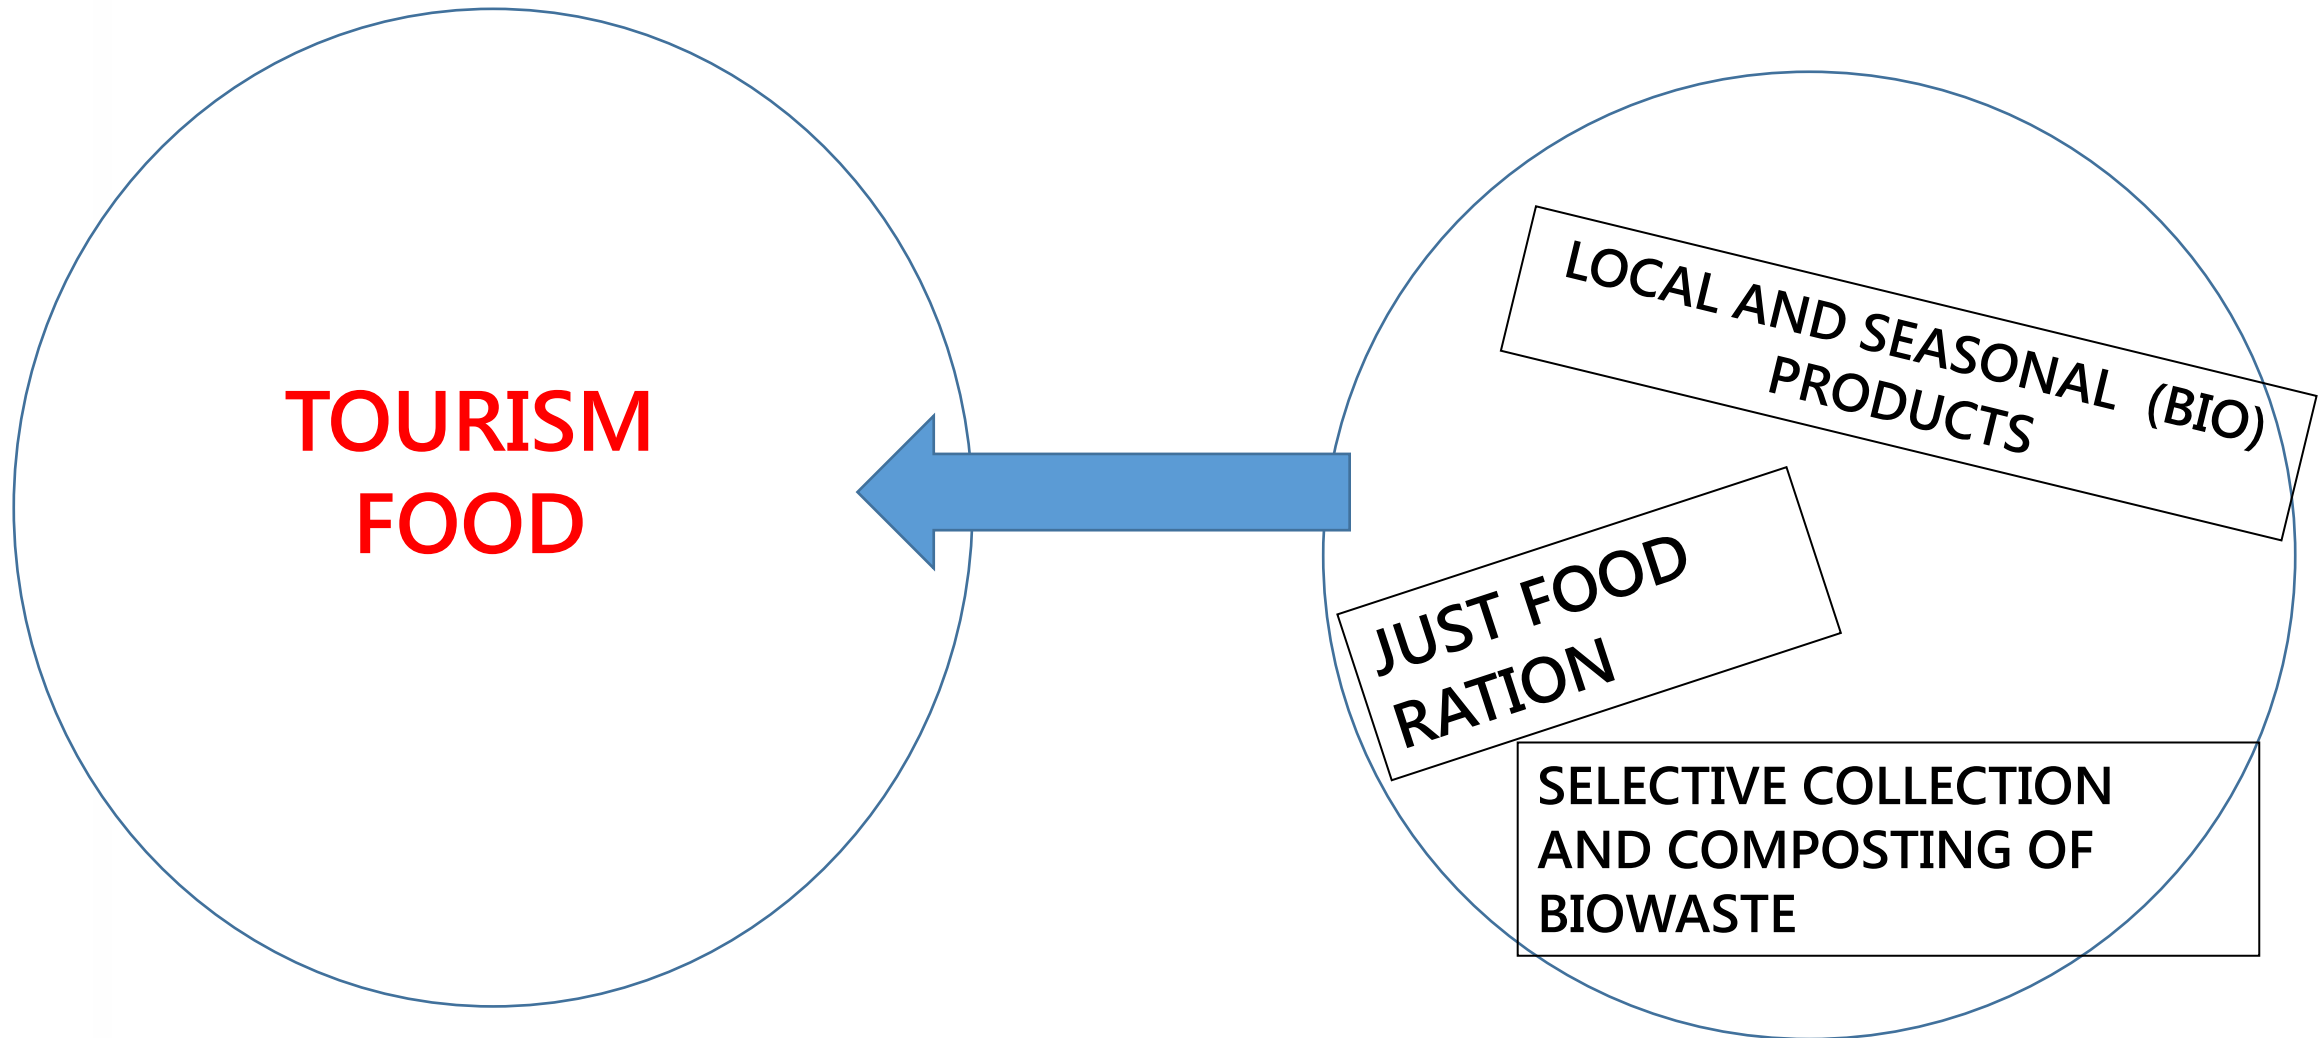 TOURISM
FOOD
LOCAL AND SEASONAL (BIO)
PRODUCTS
JUST FOOD
RATION
SELECTIVE COLLECTION
AND COMPOSTING OF
BIOWASTE